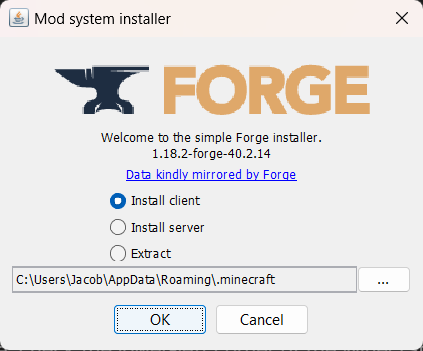 Mod system installer
FORGE
Welcome to the simple Forge installer.
1.18.2-forge-40.2.14
Data kindly mirrored by Forge
Install client
Install server
Extract
C:\Users\Jacob\AppData\Roaming\.minecraft
...
OK
Cancel